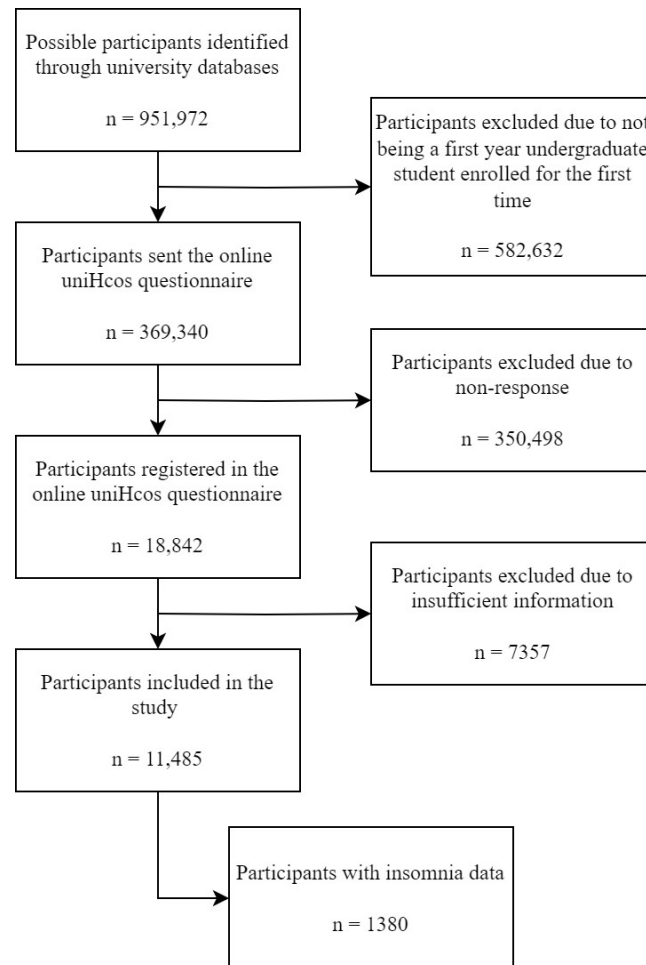 Possible participants identified
through university databases
n = 951,972
Participants excluded due to not
being a first year undergraduate
student enrolled for the first
time
n = 582,632
Participants sent the online
uniHcos questionnaire
n = 369,340
Participants excluded due to
non-response
n = 350,498
Participants registered in the
online uniHcos questionnaire
n = 18,842
Participants excluded due to
insufficient information
n = 7357
Participants included in the
study
n = 11,485
Participants with insomnia data
n = 1380